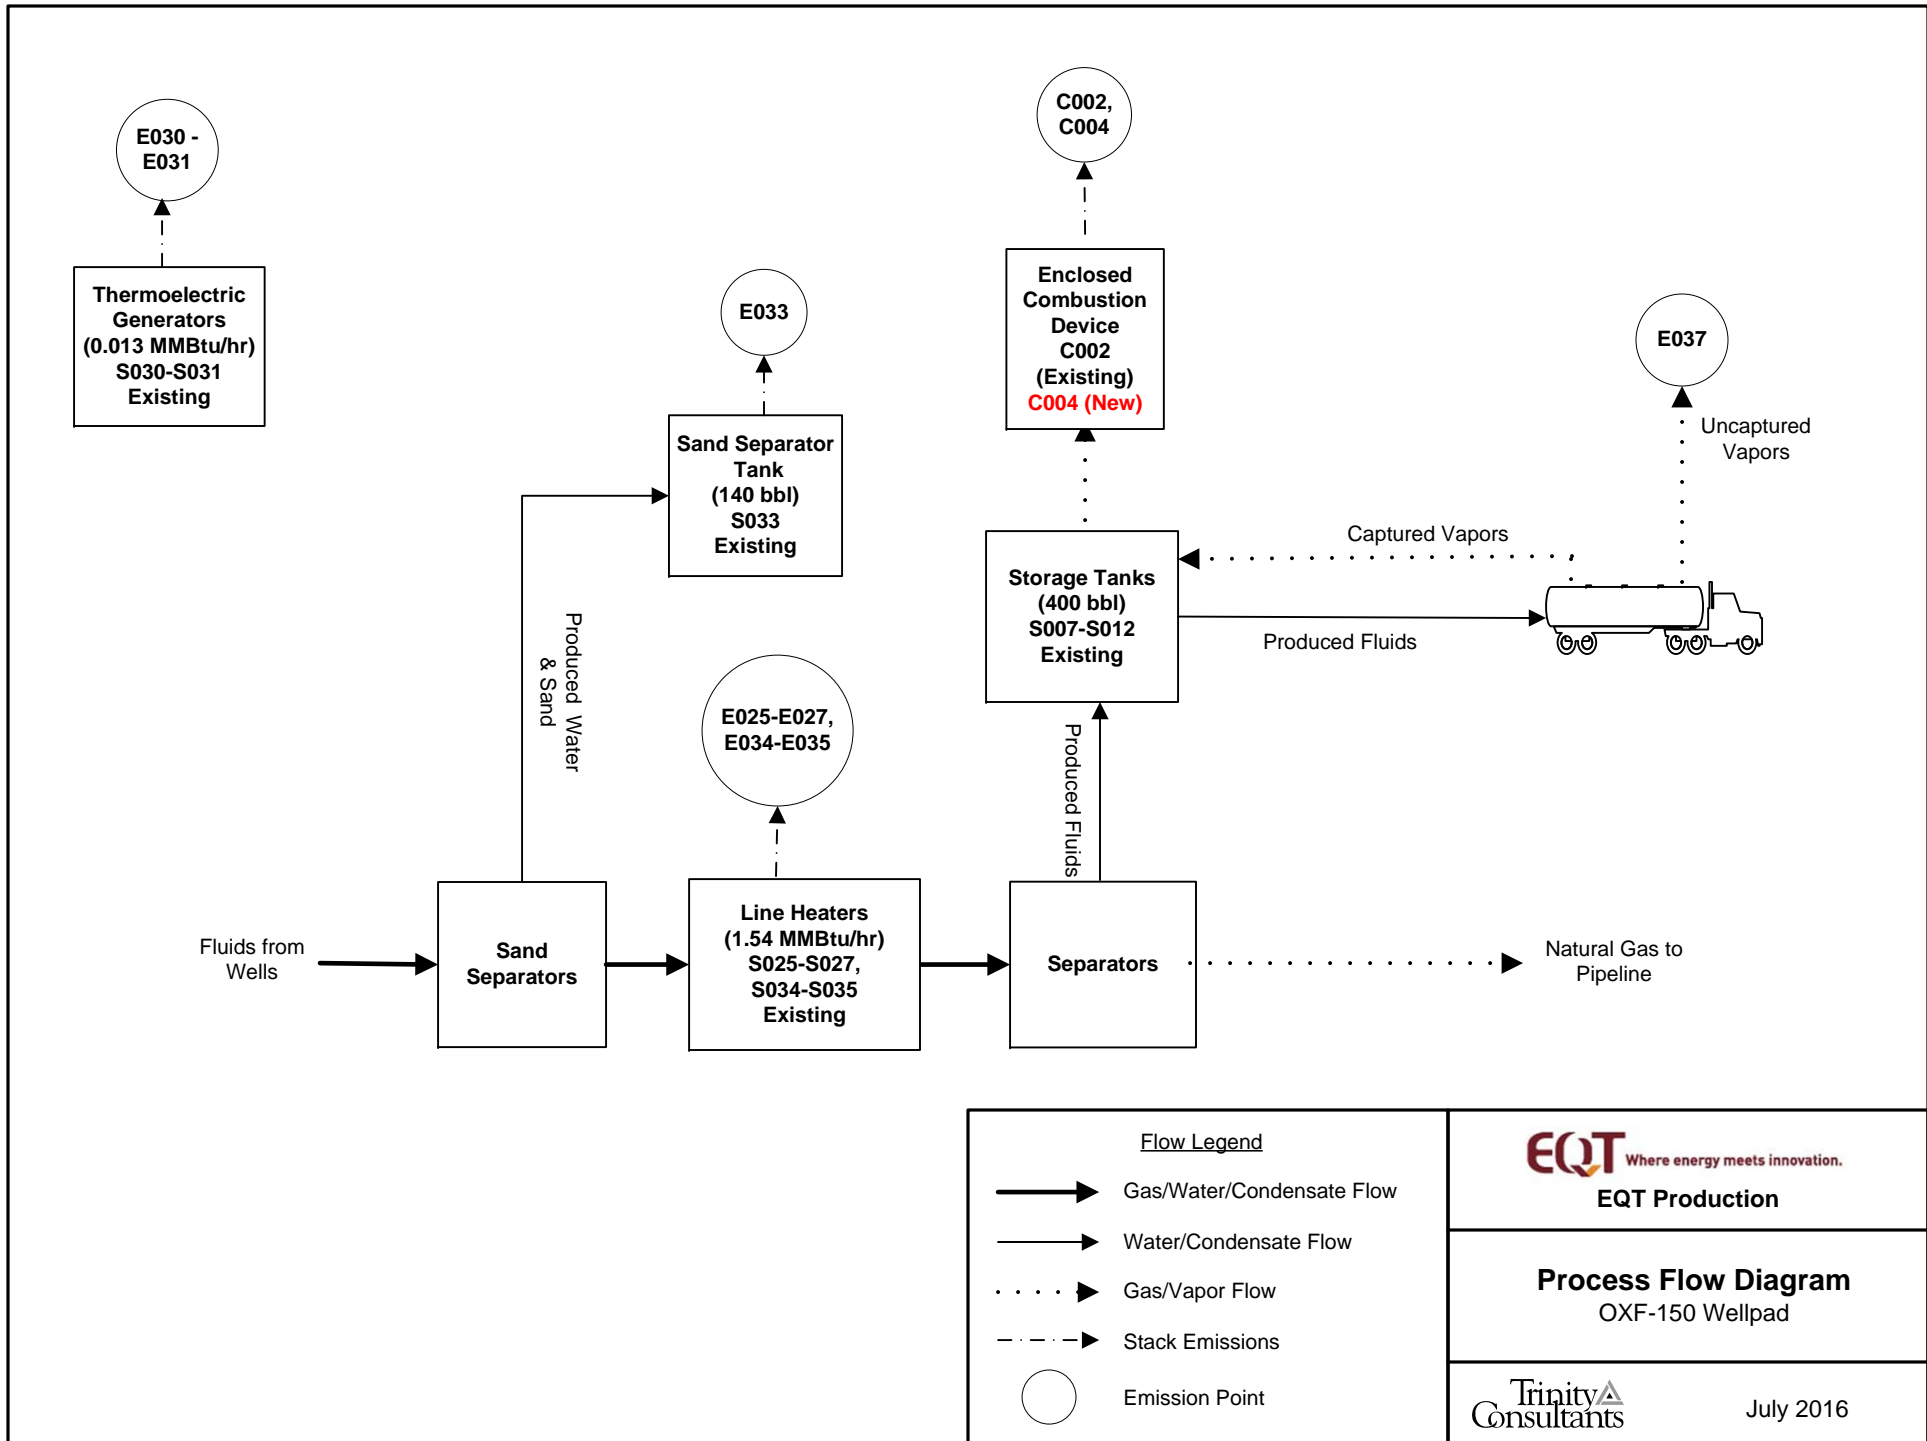 E030 -
E031
Thermoelectric
Generators
(0.013 MMBtu/hr)
S030-S031
Existing
E033
Sand Separator
Tank
(140 bbl)
S033
Existing
C002,
C004
Enclosed
Combustion
Device
C002
(Existing)
C004 (New)
E037
Uncaptured
Vapors
Captured Vapors
Storage Tanks
(400 bbl)
S007-S012
Existing
Produced Fluids
Produced Water
& Sand
E025-E027,
E034-E035
Produced Fluids
Fluids from
Wells
Sand
Separators
Line Heaters
(1.54 MMBtu/hr)
S025-S027,
S034-S035
Existing
Separators
Natural Gas to
Pipeline
Flow Legend
Gas/Water/Condensate Flow
Water/Condensate Flow
Gas/Vapor Flow
Stack Emissions
Emission Point
EQT Where energy meets innovation.
EQT Production
Process Flow Diagram
OXF-150 Wellpad
Trinity
Consultants
July 2016